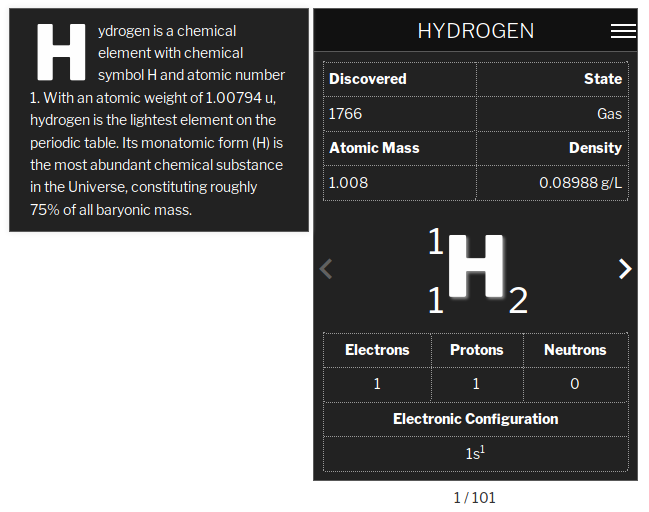 Hydrogen is a chemical
element with chemical
symbol H and atomic number
1. With an atomic weight of 1.00794 u,
hydrogen is the lightest element on the
periodic table. Its monatomic form (H) is
the most abundant chemical substance
in the Universe, constituting roughly
75% of all baryonic mass.
HYDROGEN
Discovered State
1766 Gas
Atomic Mass Density
1.008 0.08988 g/L
1
H
1 2
Electrons Protons Neutrons
1 1 0
Electronic Configuration
1s¹
1 / 101